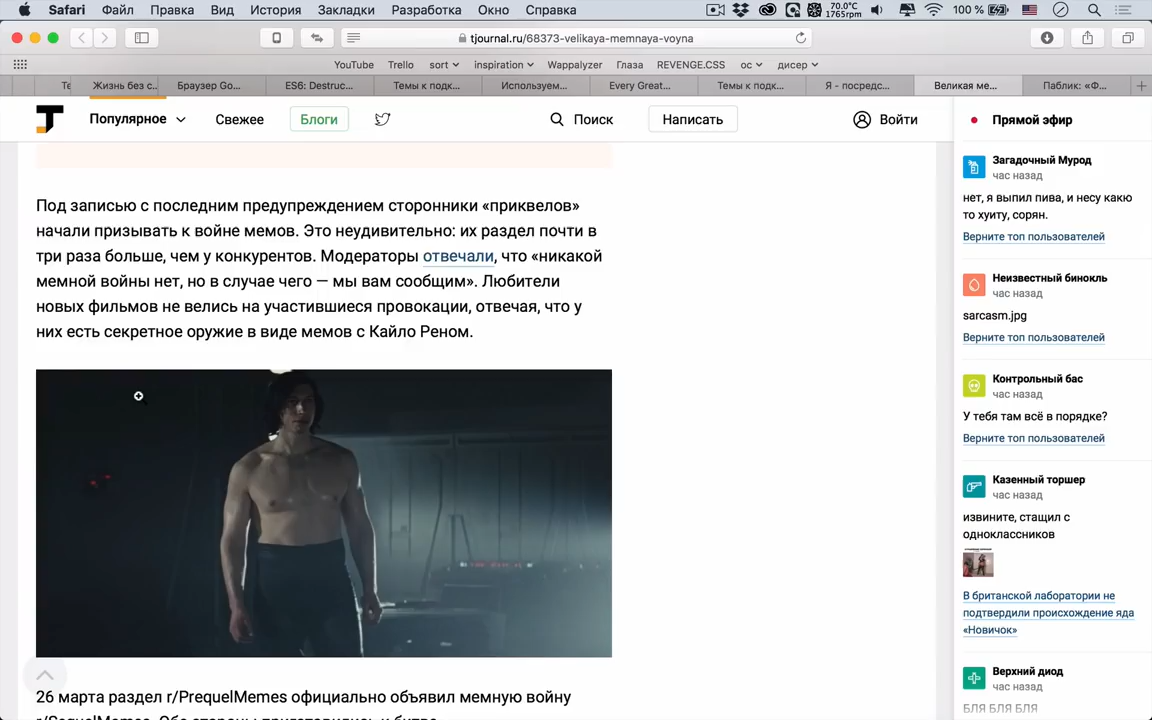 Safari Файл Правка Вид История Закладки Разработка Окно Справка 70.0°C 1765rpm 100 %
tjournal.ru/68373-velikaya-memnaya-voyna
YouTube Trello sort inspiration Wappalyzer Глаза REVENGE.CSS ос дисер
Те Жизнь без с... Браузер Go... ES6: Destruc... Темы к подк... Используем... Every Great... Темы к подк... Я - посредс... Великая ме... Паблик: «Ф...
Популярное Свежее Блоги Поиск Написать Войти
Под записью с последним предупреждением сторонники «приквелов»
начали призывать к войне мемов. Это неудивительно: их раздел почти в
три раза больше, чем у конкурентов. Модераторы отвечали, что «никакой
мемной войны нет, но в случае чего — мы вам сообщим». Любители
новых фильмов не велись на участившиеся провокации, отвечая, что у
них есть секретное оружие в виде мемов с Кайло Реном.
26 марта раздел r/PrequelMemes официально объявил мемную войну
r/SequelMemes. Обе стороны приготовились к битве
Прямой эфир
Загадочный Мурод
час назад
нет, я выпил пива, и несу какю
то хуиту, сорян.
Верните топ пользователей
Неизвестный бинокль
час назад
sarcasm.jpg
Верните топ пользователей
Контрольный бас
час назад
У тебя там всё в порядке?
Верните топ пользователей
Казенный торшер
час назад
извините, стащил с
одноклассников
В британской лаборатории не
подтвердили происхождение яда
«Новичок»
Верхний диод
час назад
БЛЯ БЛЯ БЛЯ